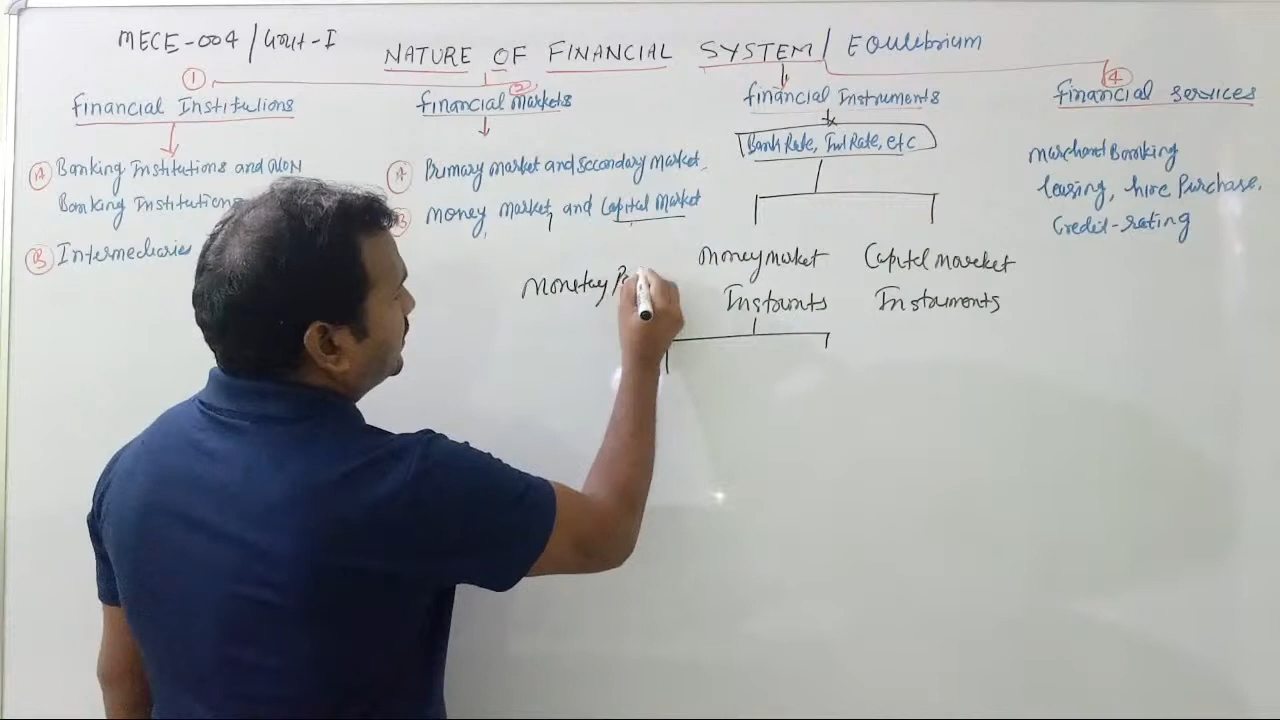 MECE-004 / Unit-I
NATURE OF FINANCIAL SYSTEM / Equilibrium
1
Financial Institutions
A Banking Institutions and NON
Banking Institutions
B Intermediaries
2
Financial Markets
A Primary market and Secondary Market.
B Money Market and Capital Market
Financial Instruments
Bank Rate, Int Rate, etc
Money market
Instaunts
Capital market
Instruments
Monetary Po
4
Financial Services
Merchant Banking
leasing, hire Purchase.
Credit-rating